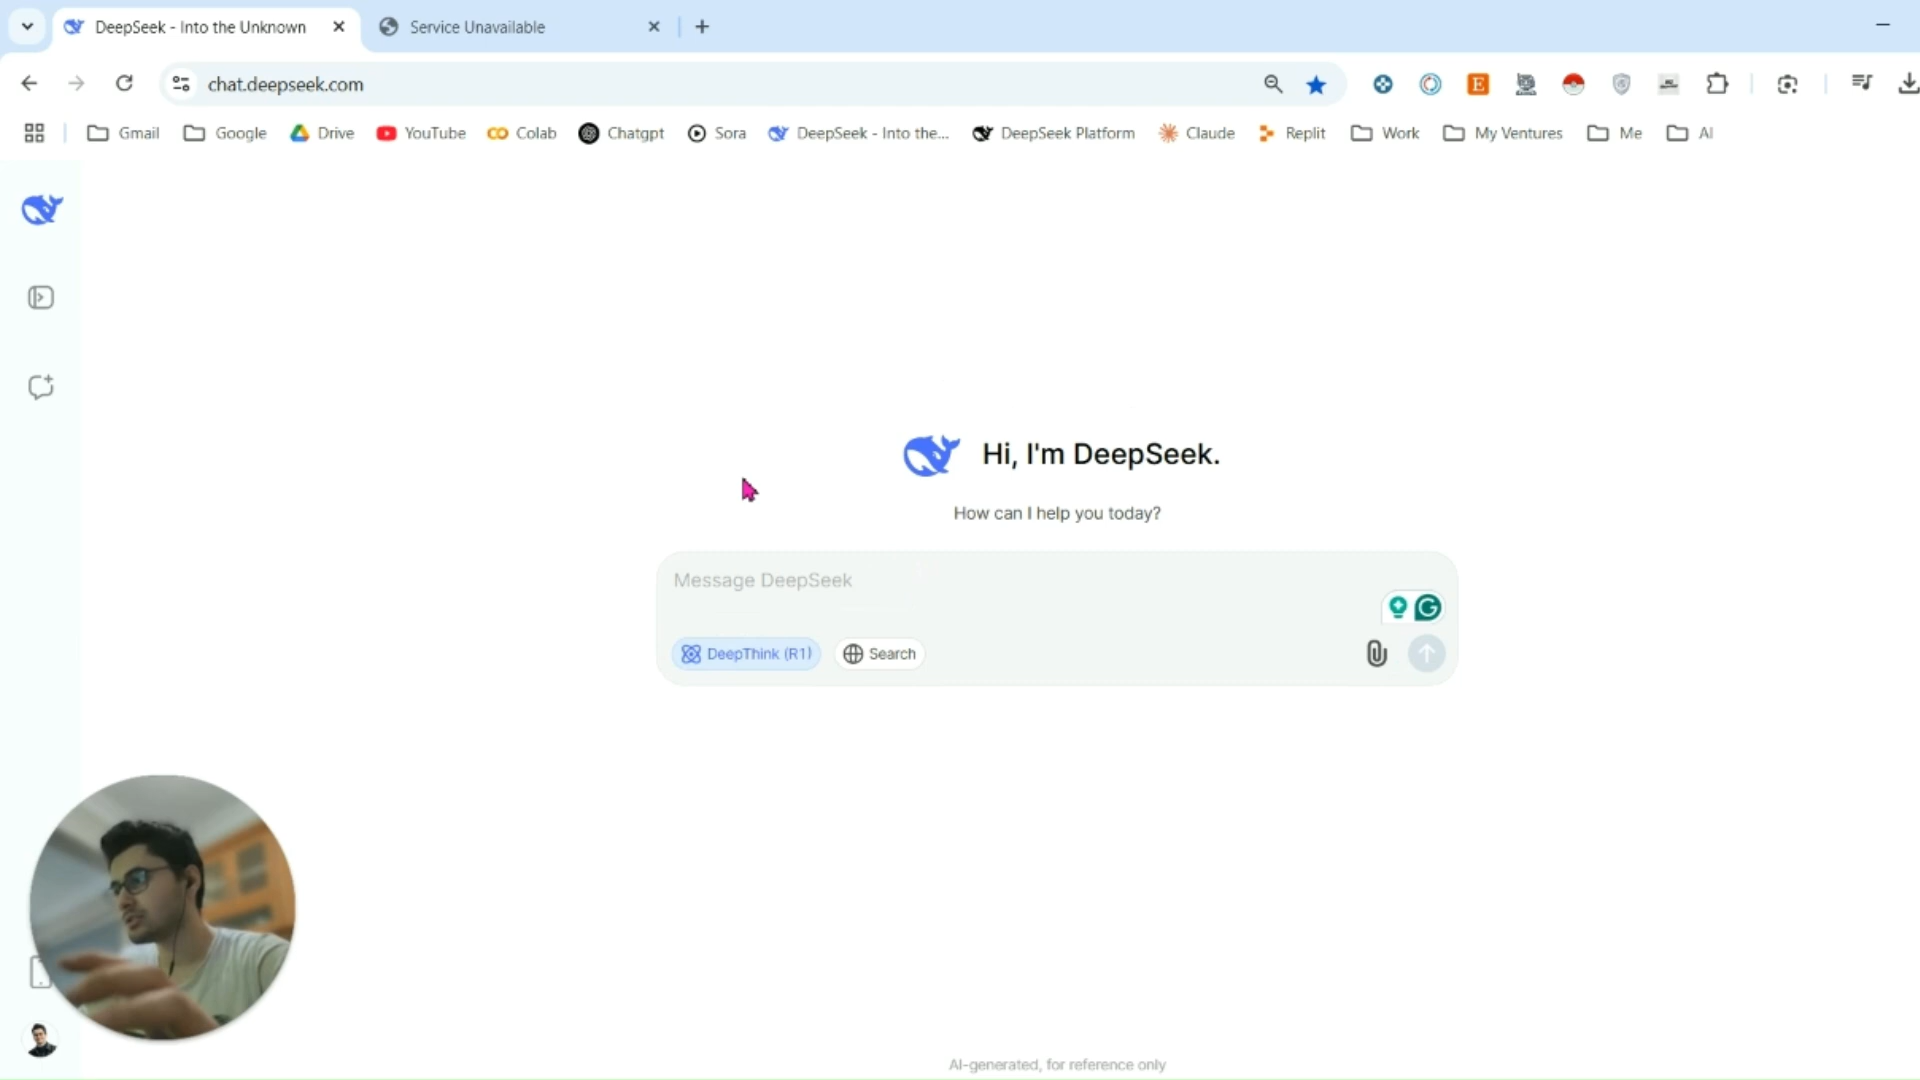 DeepSeek - Into the Unknown
Service Unavailable
chat.deepseek.com
E
Gmail
Google
Drive
YouTube
Colab
Chatgpt
Sora
DeepSeek - Into the...
DeepSeek Platform
Claude
Replit
Work
My Ventures
Me
AI
Hi, I'm DeepSeek.
How can I help you today?
Message DeepSeek
DeepThink (R1)
Search
AI-generated, for reference only